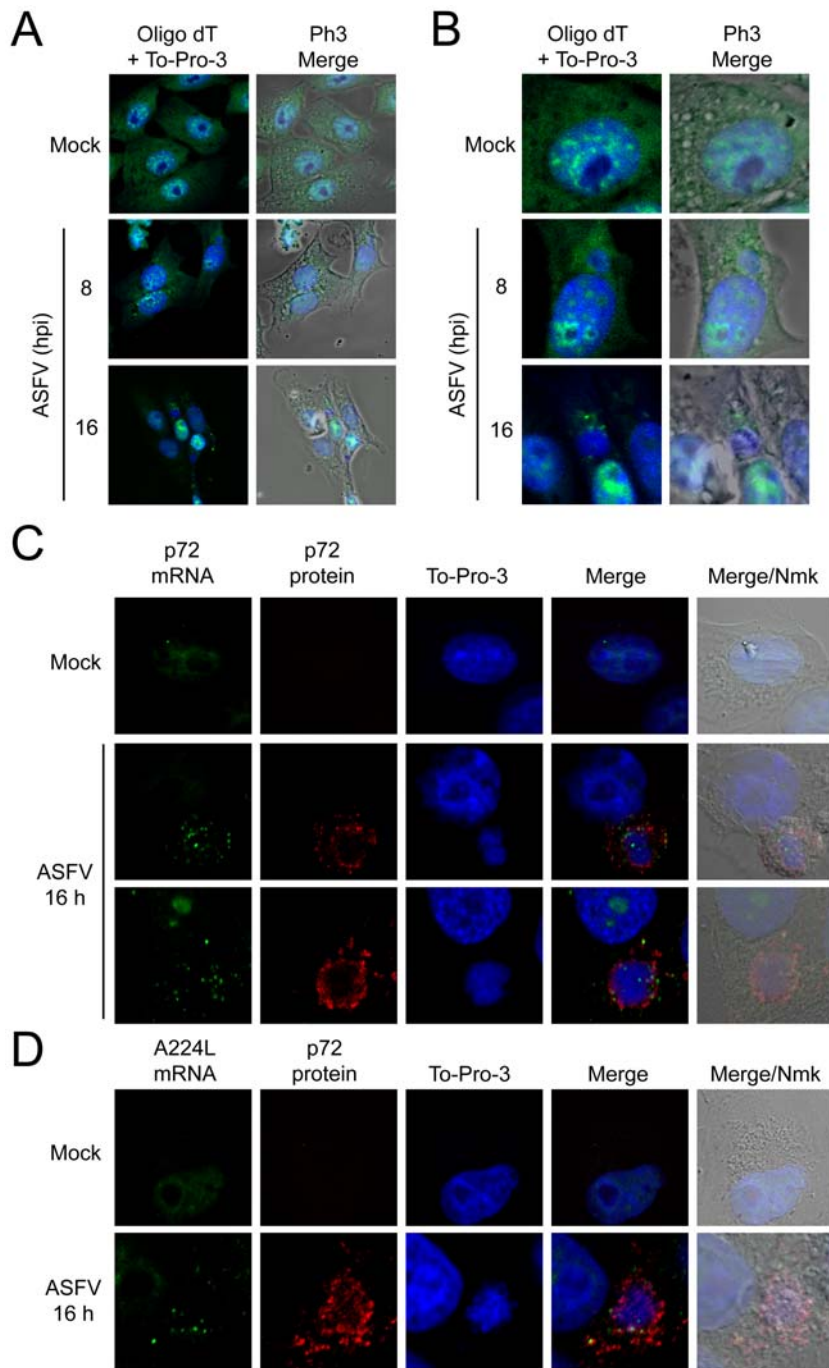 A
B
Oligo dT
+ To-Pro-3
Ph3
Merge
Oligo dT
+ To-Pro-3
Ph3
Merge
Mock
8
16
ASFV (hpi)
Mock
8
16
ASFV (hpi)
C
p72
mRNA
p72
protein
To-Pro-3
Merge
Merge/Nmk
Mock
ASFV
16 h
D
A224L
mRNA
p72
protein
To-Pro-3
Merge
Merge/Nmk
Mock
ASFV
16 h